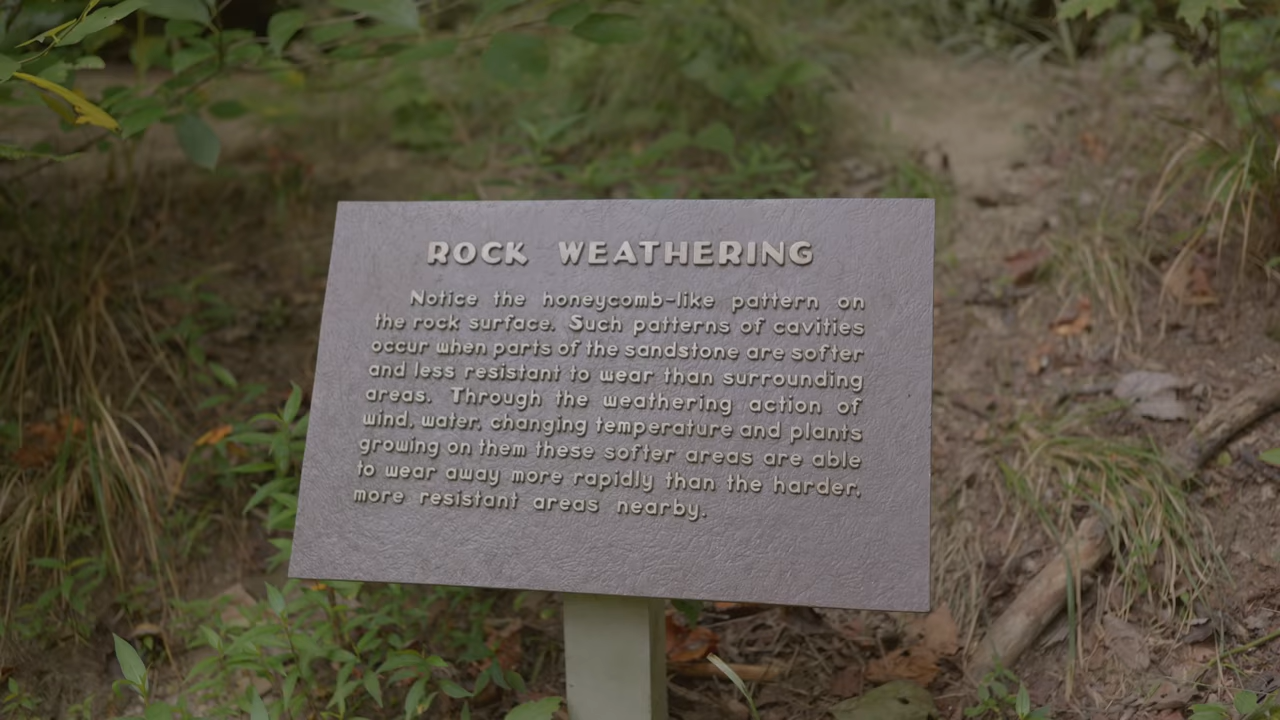 ROCK WEATHERING
Notice the honeycomb-like pattern on
the rock surface. Such patterns of cavities
occur when parts of the sandstone are softer
and less resistant to wear than surrounding
areas. Through the weathering action of
wind, water, changing temperature and plants
growing on them these softer areas are able
to wear away more rapidly than the harder,
more resistant areas nearby.